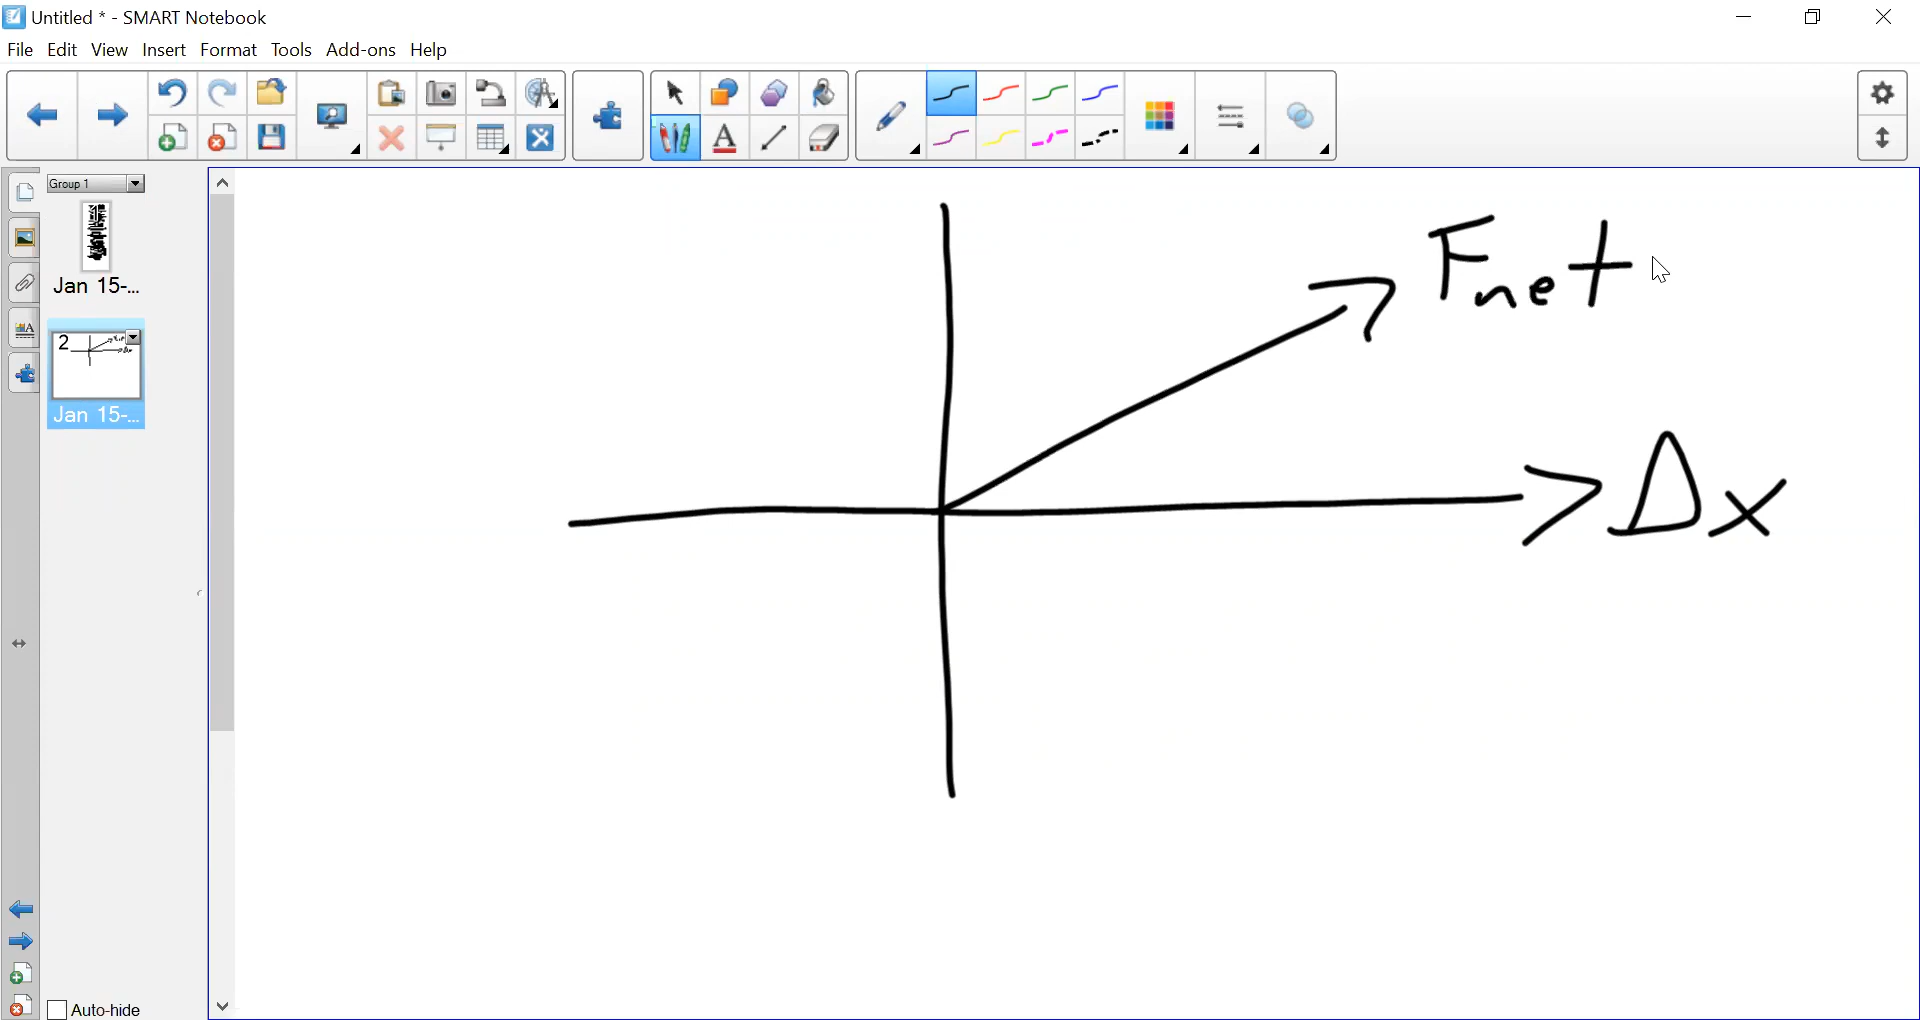 Untitled * - SMART Notebook
File Edit View Insert Format Tools Add-ons Help
Group 1
Jan 15-...
2
Jan 15-...
Fnet
Δx
Auto-hide